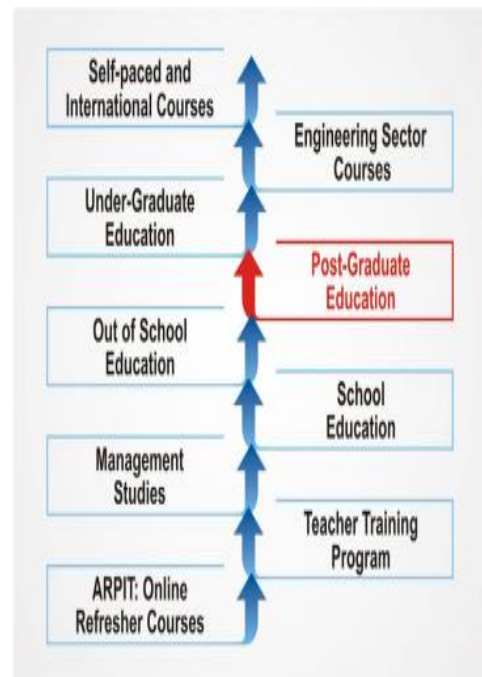 Self-paced and
International Courses
Engineering Sector
Courses
Under-Graduate
Education
Post-Graduate
Education
Out of School
Education
School
Education
Management
Studies
Teacher Training
Program
ARPIT: Online
Refresher Courses